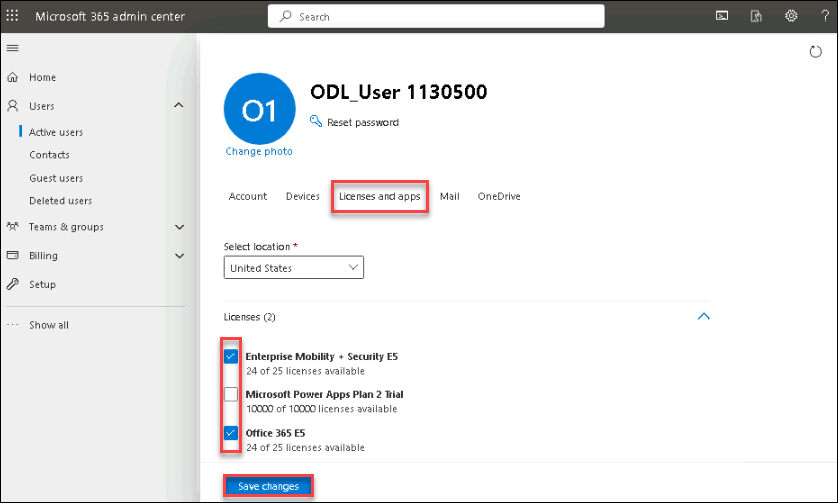 Microsoft 365 admin center
Search
?
Home
Users
Active users
Contacts
Guest users
Deleted users
Teams & groups
Billing
Setup
Show all
O1
ODL_User 1130500
Reset password
Change photo
Account Devices Licenses and apps Mail OneDrive
Select location *
United States
Licenses (2)
Enterprise Mobility + Security E5
24 of 25 licenses available
Microsoft Power Apps Plan 2 Trial
10000 of 10000 licenses available
Office 365 E5
24 of 25 licenses available
Save changes